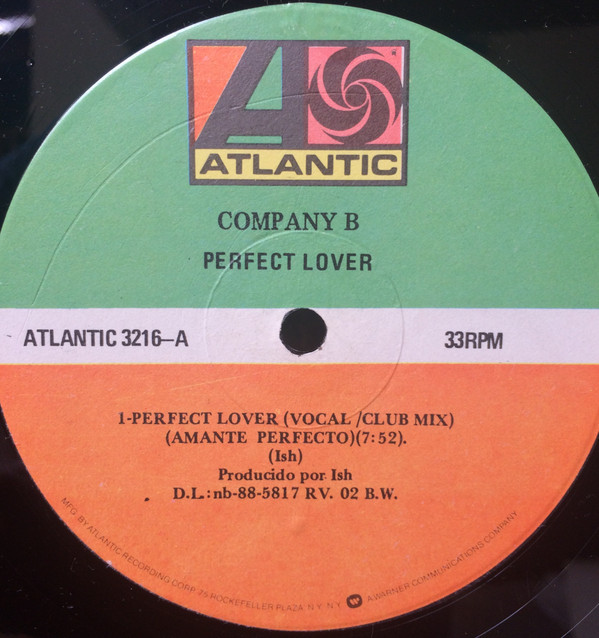 ATLANTIC
COMPANY B
PERFECT LOVER
ATLANTIC 3216-A
33RPM
1-PERFECT LOVER (VOCAL /CLUB MIX)
(AMANTE PERFECTO)(7:52).
(Ish)
Producido por Ish
D.L.:nb-88-5817 RV. 02 B.W.
MFG. BY ATLANTIC RECORDING CORP. 75 ROCKEFELLER PLAZA, N.Y. N.Y. A WARNER COMMUNICATIONS COMPANY